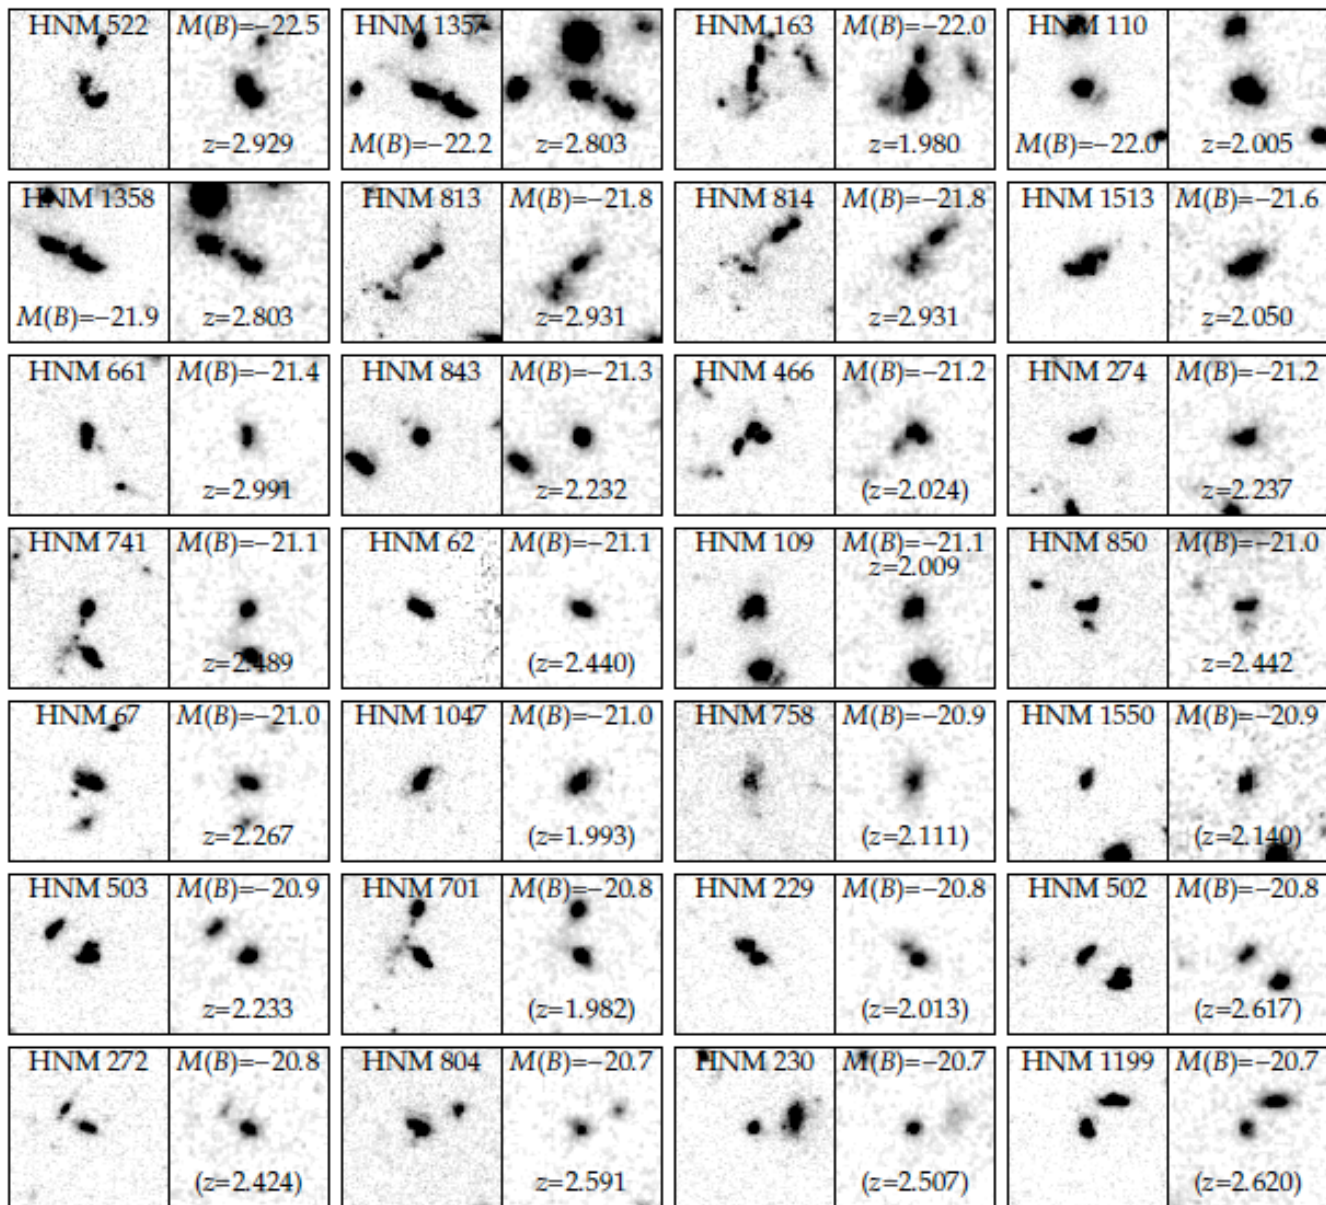 HNM 522 M(B)=−22.5
z=2.929
HNM 1357
M(B)=−22.2 z=2.803
HNM 163 M(B)=−22.0
z=1.980
HNM 110
M(B)=−22.0 z=2.005
HNM 1358
M(B)=−21.9 z=2.803
HNM 813 M(B)=−21.8
z=2.931
HNM 814 M(B)=−21.8
z=2.931
HNM 1513 M(B)=−21.6
z=2.050
HNM 661 M(B)=−21.4
z=2.991
HNM 843 M(B)=−21.3
z=2.232
HNM 466 M(B)=−21.2
(z=2.024)
HNM 274 M(B)=−21.2
z=2.237
HNM 741 M(B)=−21.1
z=2.489
HNM 62 M(B)=−21.1
(z=2.440)
HNM 109 M(B)=−21.1
z=2.009
HNM 850 M(B)=−21.0
z=2.442
HNM 67 M(B)=−21.0
z=2.267
HNM 1047 M(B)=−21.0
(z=1.993)
HNM 758 M(B)=−20.9
(z=2.111)
HNM 1550 M(B)=−20.9
(z=2.140)
HNM 503 M(B)=−20.9
z=2.233
HNM 701 M(B)=−20.8
(z=1.982)
HNM 229 M(B)=−20.8
(z=2.013)
HNM 502 M(B)=−20.8
(z=2.617)
HNM 272 M(B)=−20.8
(z=2.424)
HNM 804 M(B)=−20.7
z=2.591
HNM 230 M(B)=−20.7
(z=2.507)
HNM 1199 M(B)=−20.7
(z=2.620)